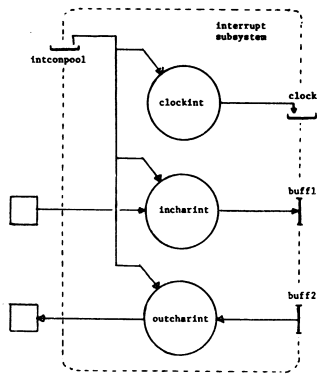 interrupt
subsystem
intconpool
clockint
clock
incharint
buff1
outcharint
buff2